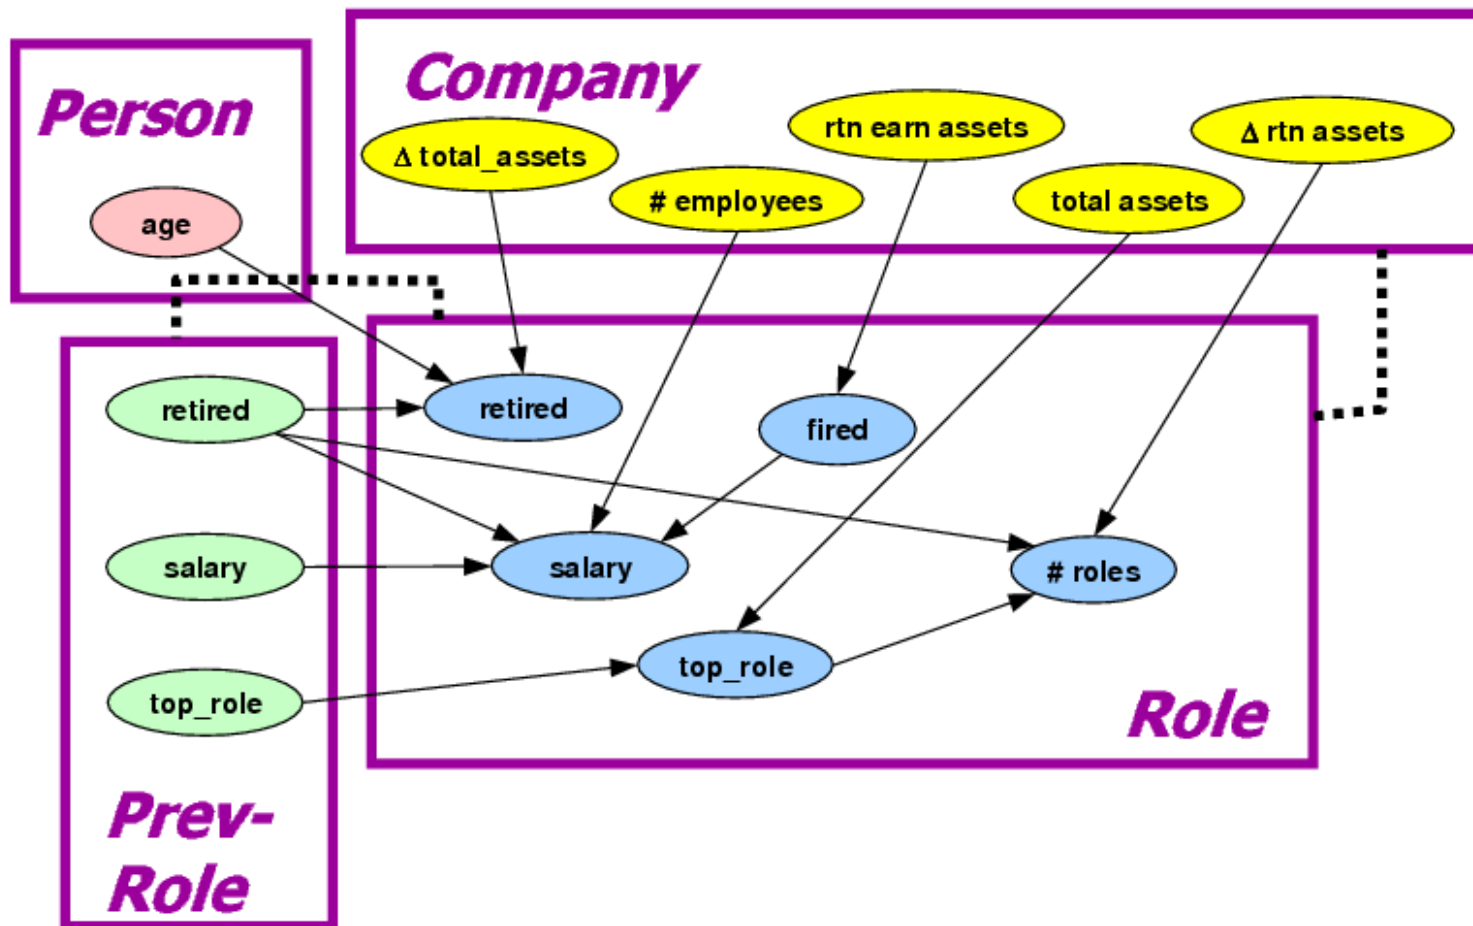 Person
Company
Δ total_assets
# employees
rtn earn assets
total assets
Δ rtn assets
age
retired
salary
top_role
Prev-
Role
retired
fired
salary
# roles
top_role
Role